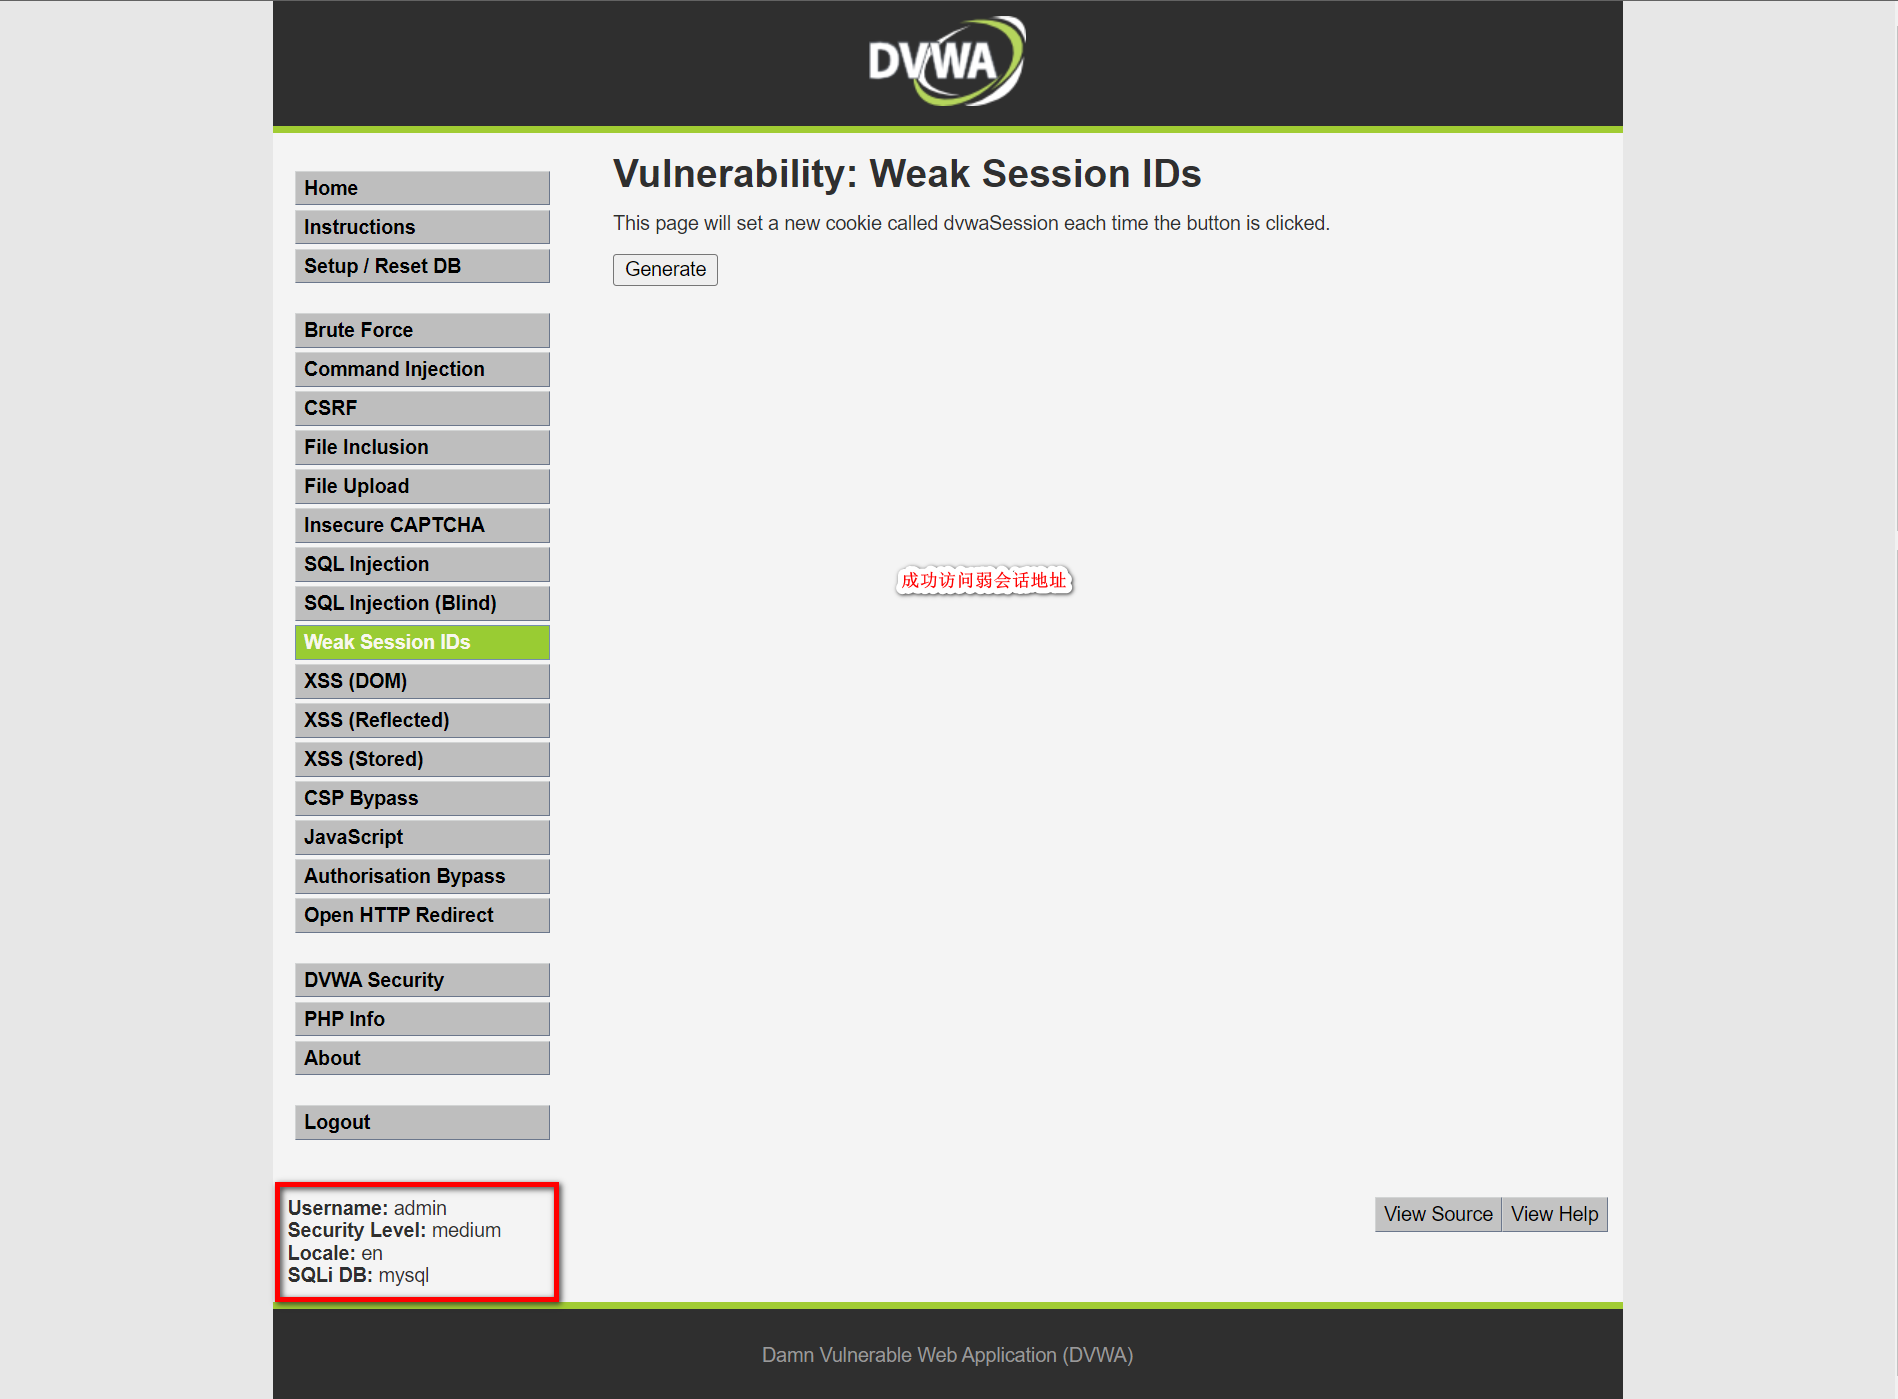 DVWA
Vulnerability: Weak Session IDs
This page will set a new cookie called dvwaSession each time the button is clicked.
Generate
Home
Instructions
Setup / Reset DB
Brute Force
Command Injection
CSRF
File Inclusion
File Upload
Insecure CAPTCHA
SQL Injection
SQL Injection (Blind)
Weak Session IDs
XSS (DOM)
XSS (Reflected)
XSS (Stored)
CSP Bypass
JavaScript
Authorisation Bypass
Open HTTP Redirect
DVWA Security
PHP Info
About
Logout
成功访问弱会话地址
Username: admin
Security Level: medium
Locale: en
SQLi DB: mysql
View Source
View Help
Damn Vulnerable Web Application (DVWA)